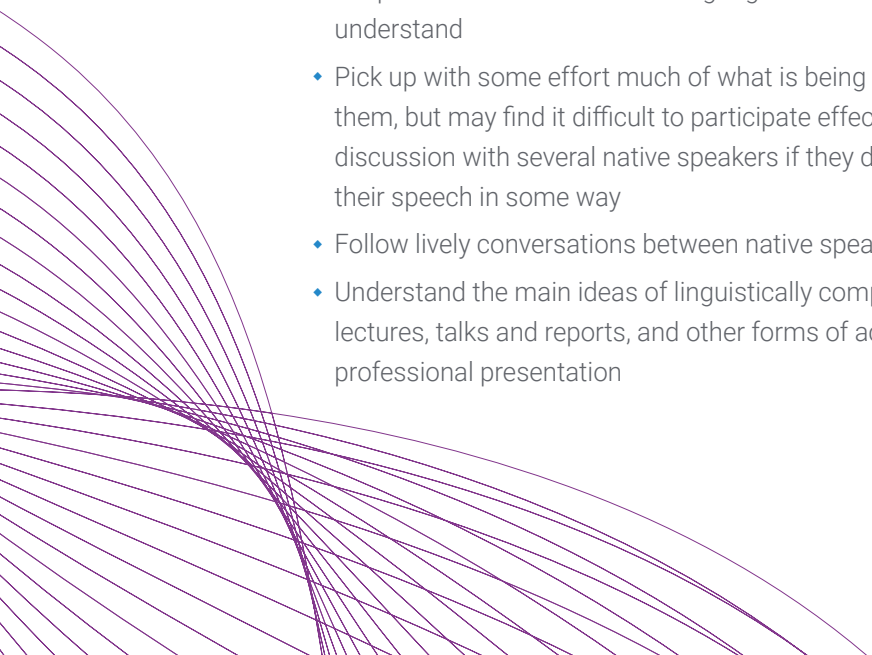 understand
Pick up with some effort much of what is being
them, but may find it difficult to participate
discussion with several native speakers if they
their speech in some way
Follow lively conversations between native
Understand the main ideas of linguistically
lectures, talks and reports, and other forms of
professional presentation